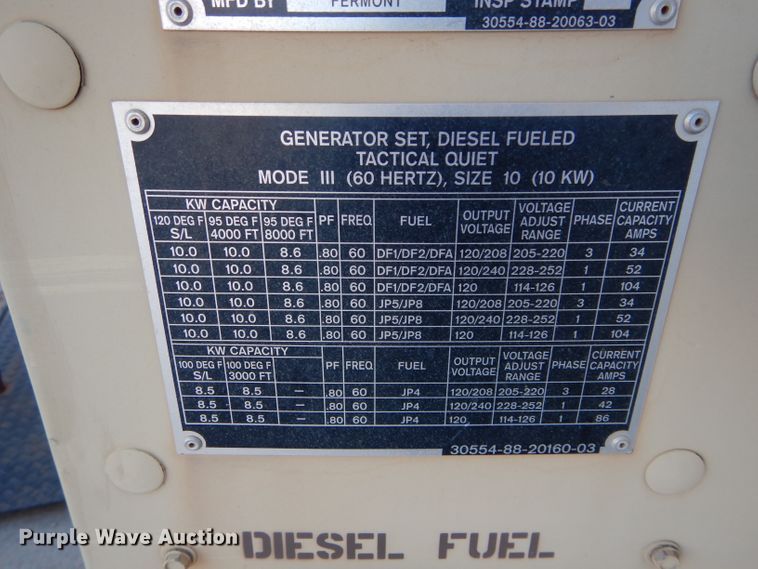 MFD BY FERMONT INSP STAMP
30554-88-20063-03
GENERATOR SET, DIESEL FUELED
TACTICAL QUIET
MODE III (60 HERTZ), SIZE 10 (10 KW)
KW CAPACITY
120 DEG F S/L 95 DEG F 4000 FT 95 DEG F 8000 FT PF FREQ FUEL OUTPUT VOLTAGE VOLTAGE ADJUST RANGE PHASE CURRENT CAPACITY AMPS
10.0 10.0 8.6 .80 60 DF1/DF2/DFA 120/208 205-220 3 34
10.0 10.0 8.6 .80 60 DF1/DF2/DFA 120/240 228-252 1 52
10.0 10.0 8.6 .80 60 DF1/DF2/DFA 120 114-126 1 104
10.0 10.0 8.6 .80 60 JP5/JP8 120/208 205-220 3 34
10.0 10.0 8.6 .80 60 JP5/JP8 120/240 228-252 1 52
10.0 10.0 8.6 .80 60 JP5/JP8 120 114-126 1 104
KW CAPACITY
100 DEG F S/L 100 DEG F 3000 FT — PF FREQ FUEL OUTPUT VOLTAGE VOLTAGE ADJUST RANGE PHASE CURRENT CAPACITY AMPS
8.5 8.5 — .80 60 JP4 120/208 205-220 3 28
8.5 8.5 — .80 60 JP4 120/240 228-252 1 42
8.5 8.5 — .80 60 JP4 120 114-126 1 86
30554-88-20160-03
DIESEL FUEL
Purple Wave Auction